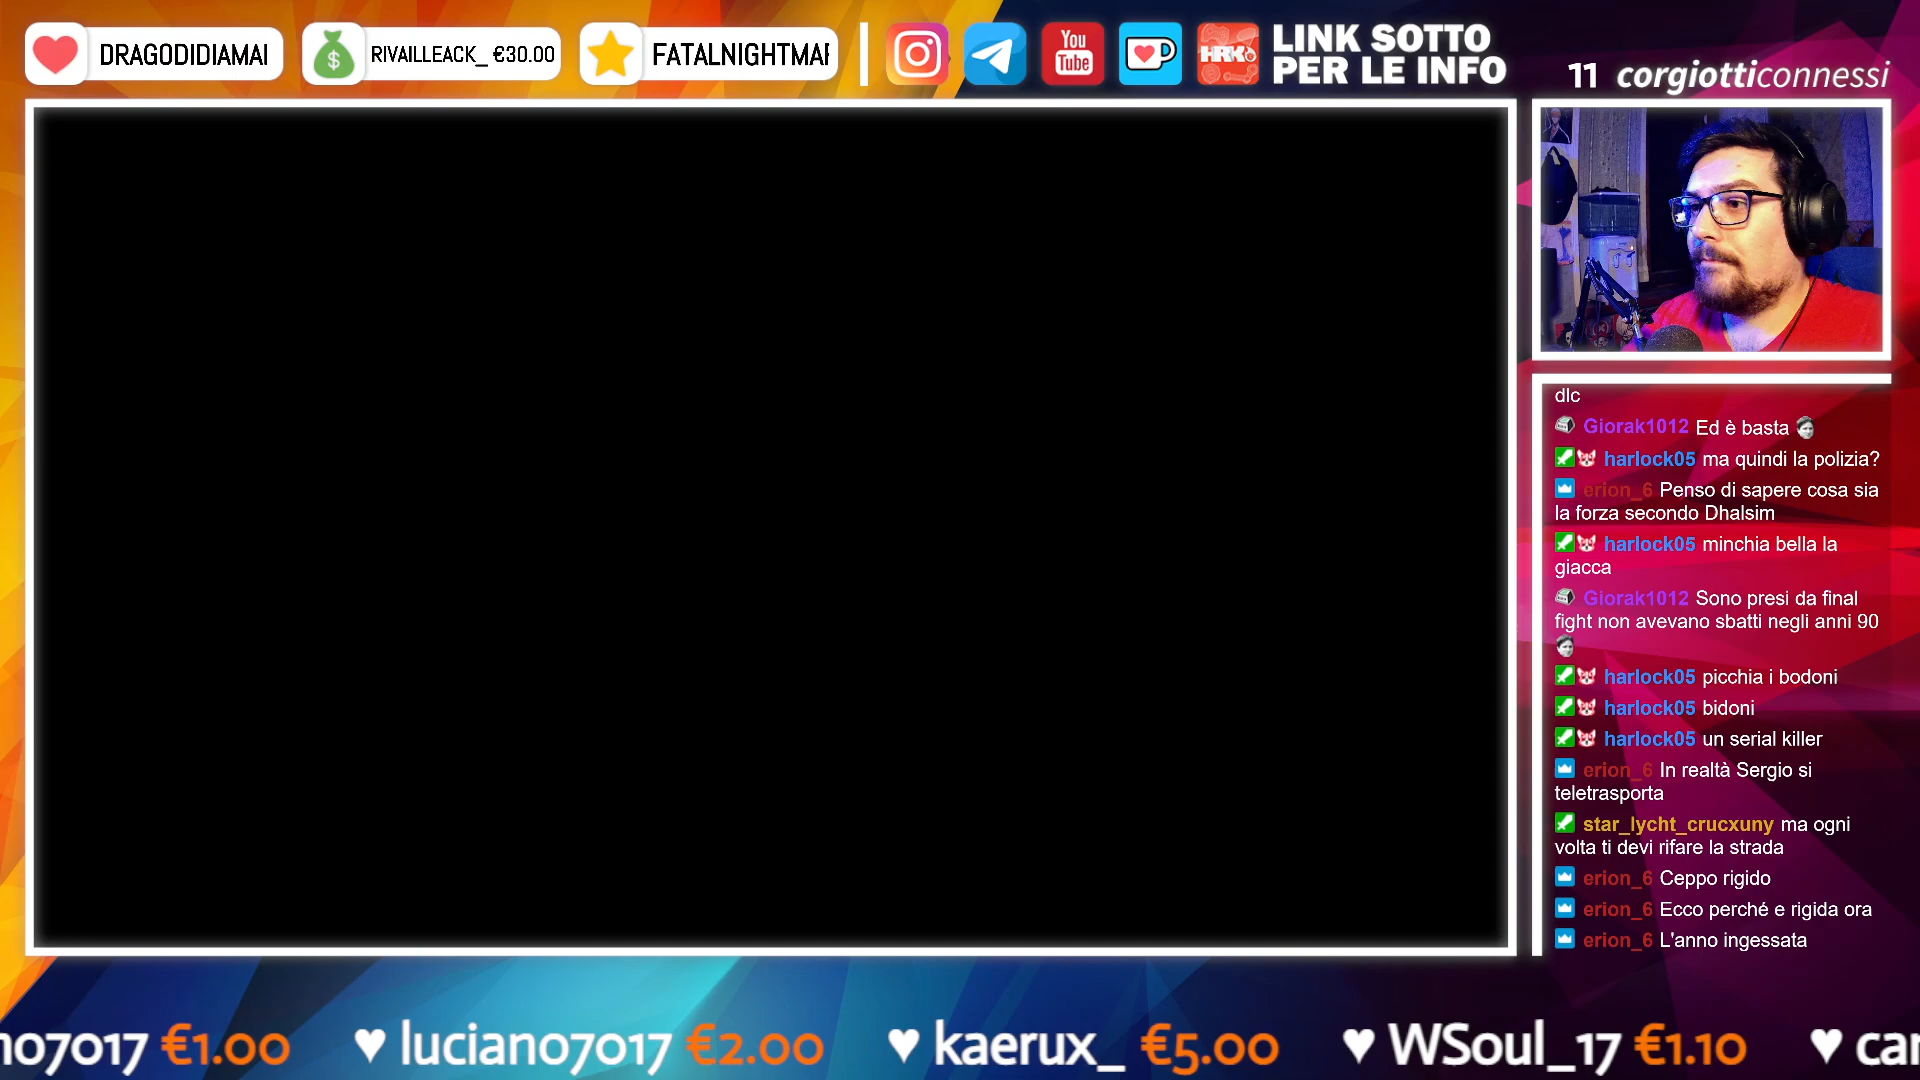 DRAGODIDIAMAI
RIVAILLEACK_ €30.00
FATALNIGHTMAR
You
Tube
HRK
LINK SOTTO
PER LE INFO
11 corgiotticonnessi
dlc
Giorak1012 Ed è basta
harlock05 ma quindi la polizia?
erion_6 Penso di sapere cosa sia
la forza secondo Dhalsim
harlock05 minchia bella la
giacca
Giorak1012 Sono presi da final
fight non avevano sbatti negli anni 90
harlock05 picchia i bodoni
harlock05 bidoni
harlock05 un serial killer
erion_6 In realtà Sergio si
teletrasporta
star_lycht_crucxuny ma ogni
volta ti devi rifare la strada
erion_6 Ceppo rigido
erion_6 Ecco perché e rigida ora
erion_6 L'anno ingessata
no7017 €1.00 ♥ luciano7017 €2.00 ♥ kaerux_ €5.00 ♥ WSoul_17 €1.10 ♥ car